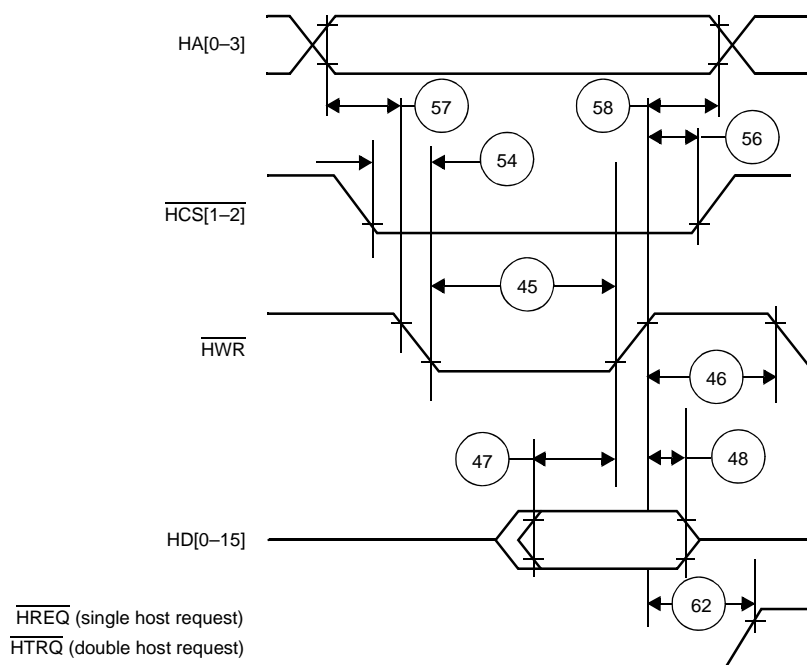 HA[0–3]
57
58
56
54
HCS[1–2]
45
HWR
46
47
48
HD[0–15]
62
HREQ (single host request)
HTRQ (double host request)